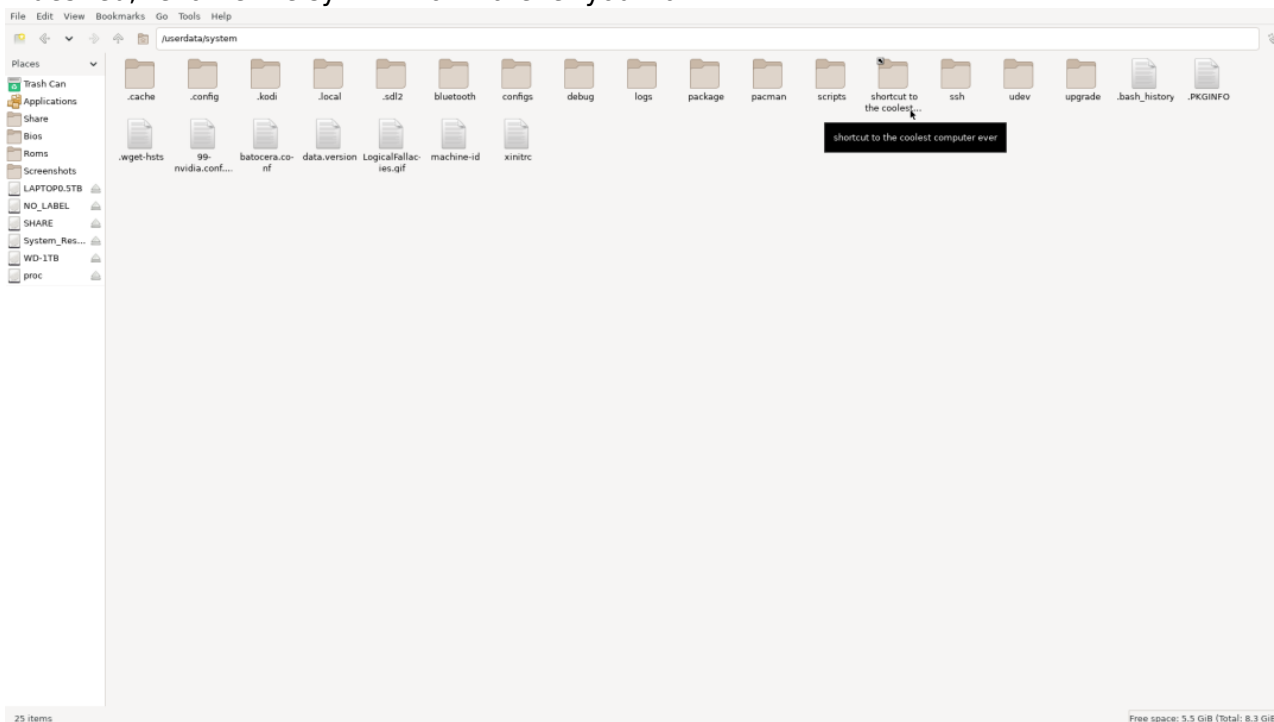 File Edit View Bookmarks Go Tools Help
/userdata/system
Places
Trash Can
Applications
Share
Bios
Roms
Screenshots
LAPTOP0.5TB
NO_LABEL
SHARE
System_Res...
WD-1TB
proc
.cache .config .kodi .local .sdl2 bluetooth configs debug logs package pacman scripts shortcut to ssh udev upgrade .bash_history .PKGINFO
the coolest...
shortcut to the coolest computer ever
.wget-hsts 99- batocera.co- data.version LogicalFallac- machine-id xinitrc
nvidia.conf.... nf ies.gif
25 items
Free space: 5.5 GiB (Total: 8.3 GiB